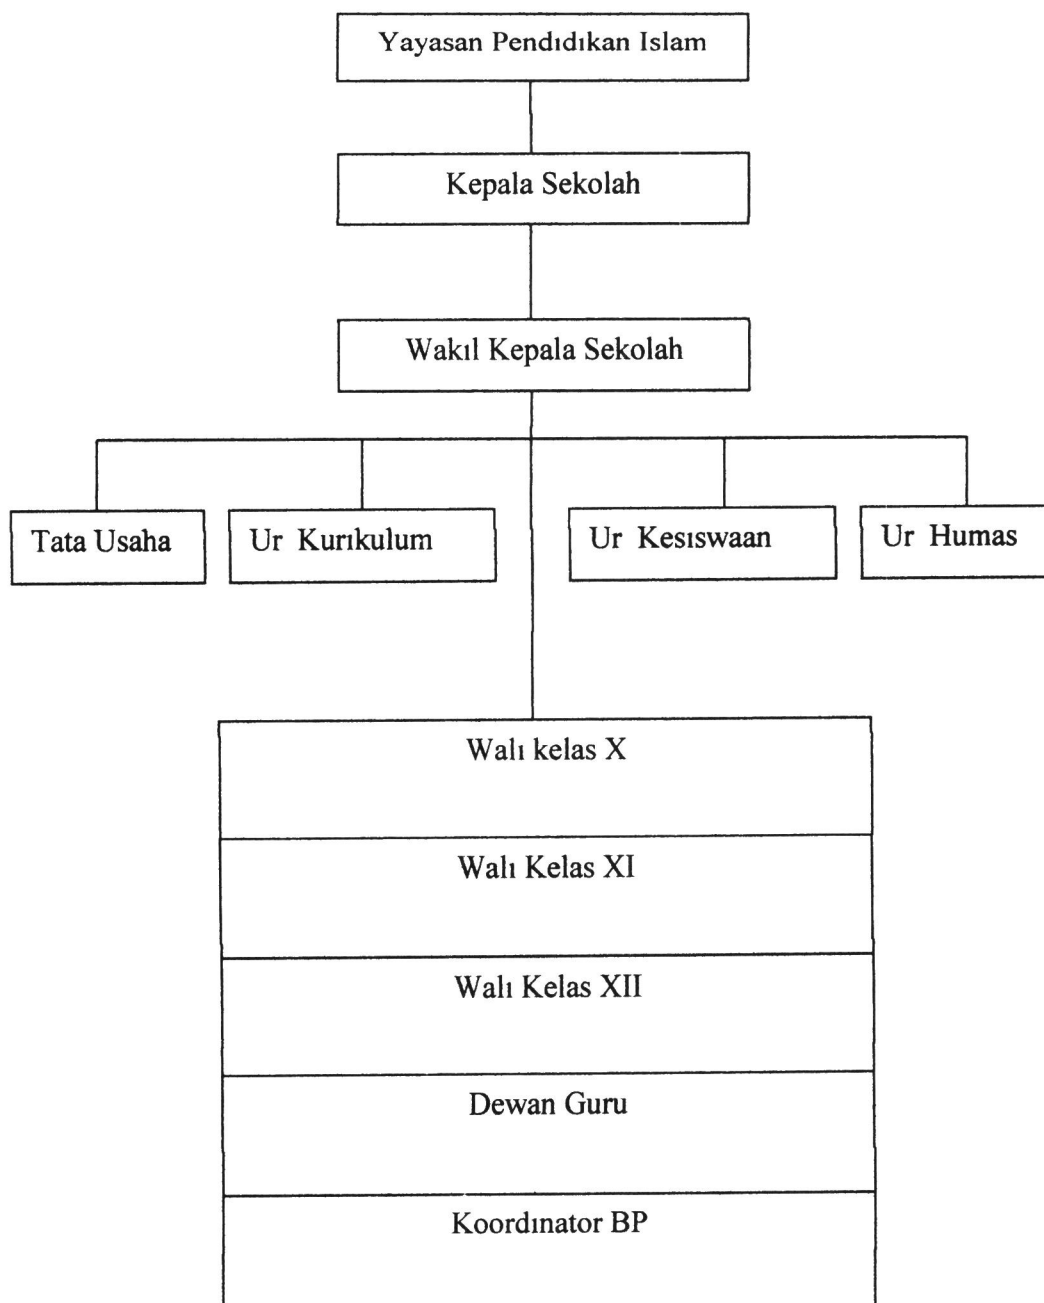 Yayasan Pendidikan Islam
Kepala Sekolah
Wakil Kepala Sekolah
Tata Usaha
Ur Kurikulum
Ur Kesiswaan
Ur Humas
Wali kelas X
Wali Kelas XI
Wali Kelas XII
Dewan Guru
Koordinator BP